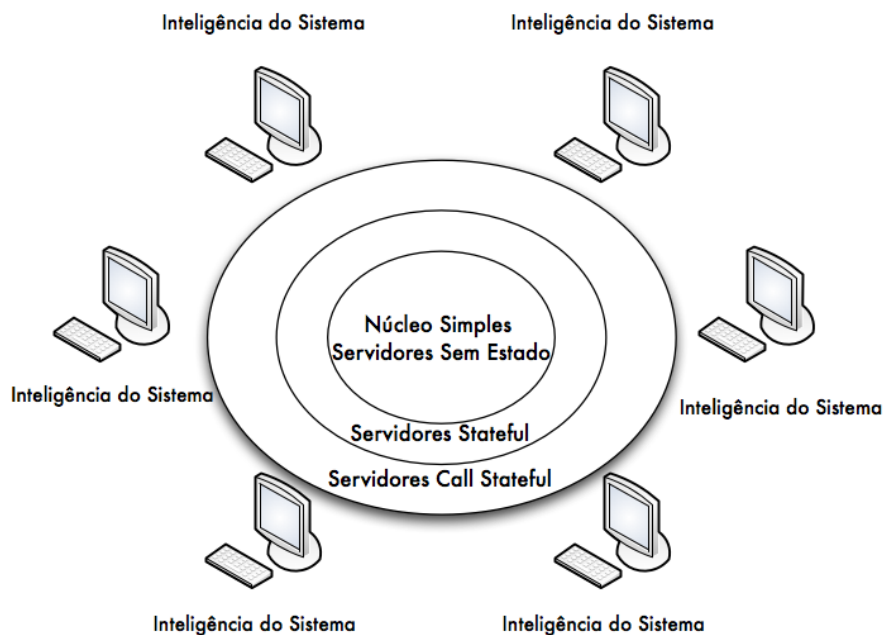 Inteligência do Sistema
Inteligência do Sistema
Núcleo Simples
Servidores Sem Estado
Inteligência do Sistema
Inteligência do Sistema
Servidores Stateful
Servidores Call Stateful
Inteligência do Sistema
Inteligência do Sistema